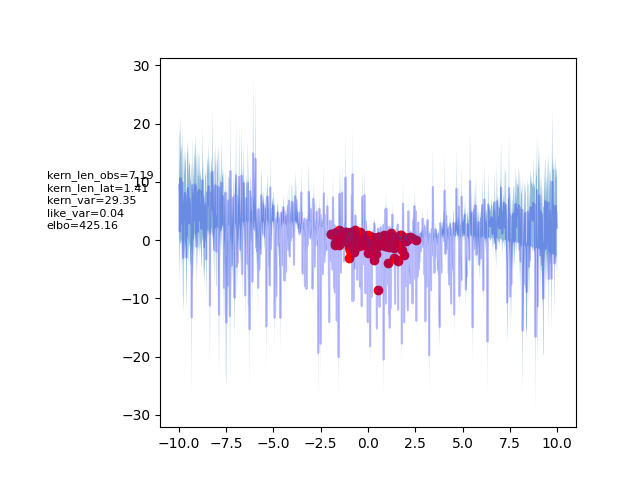 30
20
10
0
−10
−20
−30
kern_len_obs=7.19
kern_len_lat=1.41
kern_var=29.35
like_var=0.04
elbo=425.16
−10.0 −7.5 −5.0 −2.5 0.0 2.5 5.0 7.5 10.0